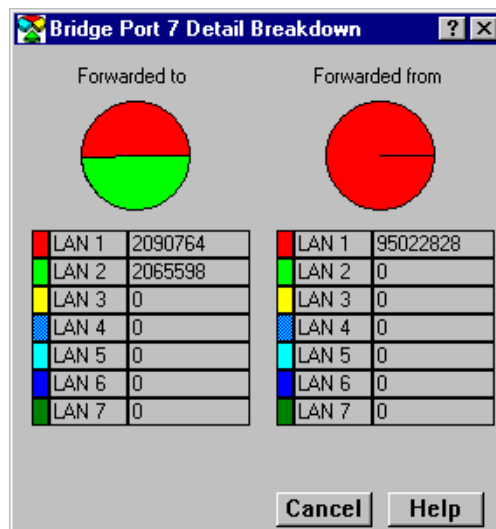 Bridge Port 7 Detail Breakdown ? ×
Forwarded to Forwarded from
LAN 1 2090764 LAN 1 95022828
LAN 2 2065598 LAN 2 0
LAN 3 0 LAN 3 0
LAN 4 0 LAN 4 0
LAN 5 0 LAN 5 0
LAN 6 0 LAN 6 0
LAN 7 0 LAN 7 0
Cancel Help